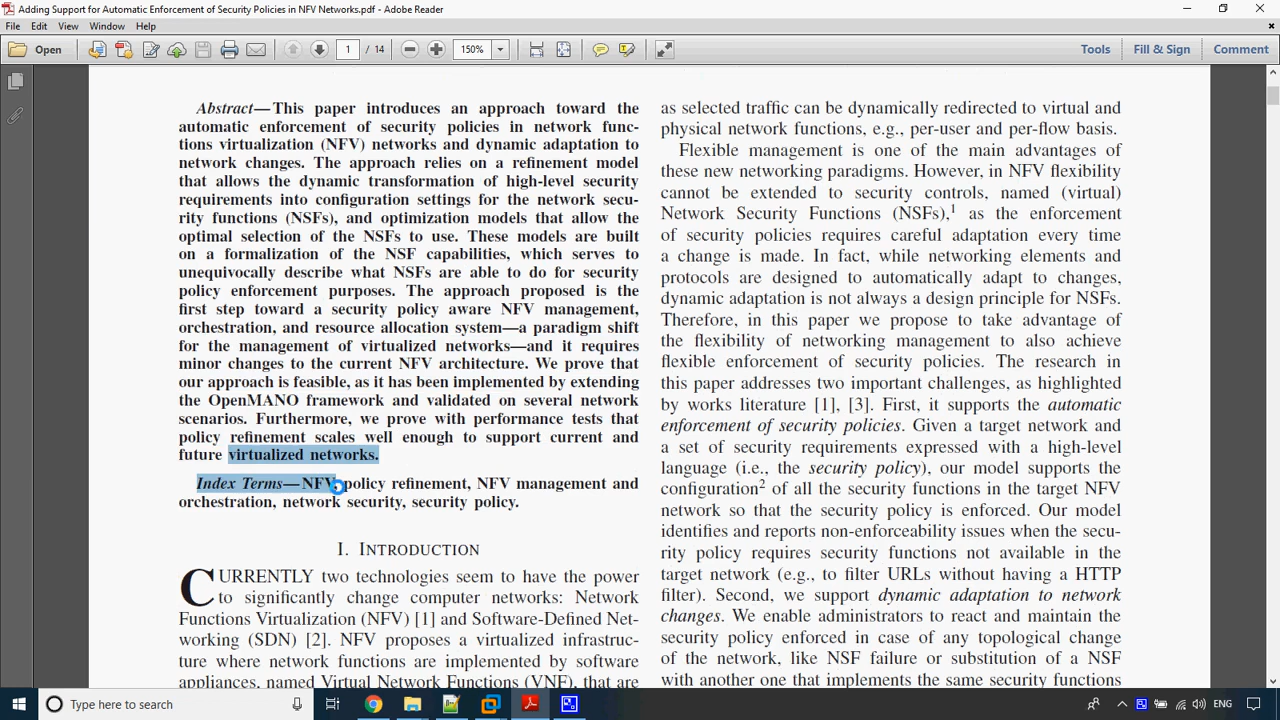 Adding Support for Automatic Enforcement of Security Policies in NFV Networks.pdf - Adobe Reader
File Edit View Window Help
Open
1 / 14
150%
Tools
Fill & Sign
Comment
Abstract—This paper introduces an approach toward the
automatic enforcement of security policies in network func-
tions virtualization (NFV) networks and dynamic adaptation to
network changes. The approach relies on a refinement model
that allows the dynamic transformation of high-level security
requirements into configuration settings for the network secu-
rity functions (NSFs), and optimization models that allow the
optimal selection of the NSFs to use. These models are built
on a formalization of the NSF capabilities, which serves to
unequivocally describe what NSFs are able to do for security
policy enforcement purposes. The approach proposed is the
first step toward a security policy aware NFV management,
orchestration, and resource allocation system—a paradigm shift
for the management of virtualized networks—and it requires
minor changes to the current NFV architecture. We prove that
our approach is feasible, as it has been implemented by extending
the OpenMANO framework and validated on several network
scenarios. Furthermore, we prove with performance tests that
policy refinement scales well enough to support current and
future virtualized networks.
Index Terms—NFV policy refinement, NFV management and
orchestration, network security, security policy.
I. INTRODUCTION
CURRENTLY two technologies seem to have the power
to significantly change computer networks: Network
Functions Virtualization (NFV) [1] and Software-Defined Net-
working (SDN) [2]. NFV proposes a virtualized infrastruc-
ture where network functions are implemented by software
appliances, named Virtual Network Functions (VNF), that are
as selected traffic can be dynamically redirected to virtual and
physical network functions, e.g., per-user and per-flow basis.
Flexible management is one of the main advantages of
these new networking paradigms. However, in NFV flexibility
cannot be extended to security controls, named (virtual)
Network Security Functions (NSFs),1 as the enforcement
of security policies requires careful adaptation every time
a change is made. In fact, while networking elements and
protocols are designed to automatically adapt to changes,
dynamic adaptation is not always a design principle for NSFs.
Therefore, in this paper we propose to take advantage of
the flexibility of networking management to also achieve
flexible enforcement of security policies. The research in
this paper addresses two important challenges, as highlighted
by works literature [1], [3]. First, it supports the automatic
enforcement of security policies. Given a target network and
a set of security requirements expressed with a high-level
language (i.e., the security policy), our model supports the
configuration2 of all the security functions in the target NFV
network so that the security policy is enforced. Our model
identifies and reports non-enforceability issues when the secu-
rity policy requires security functions not available in the
target network (e.g., to filter URLs without having a HTTP
filter). Second, we support dynamic adaptation to network
changes. We enable administrators to react and maintain the
security policy enforced in case of any topological change
of the network, like NSF failure or substitution of a NSF
with another one that implements the same security functions
Type here to search
ENG